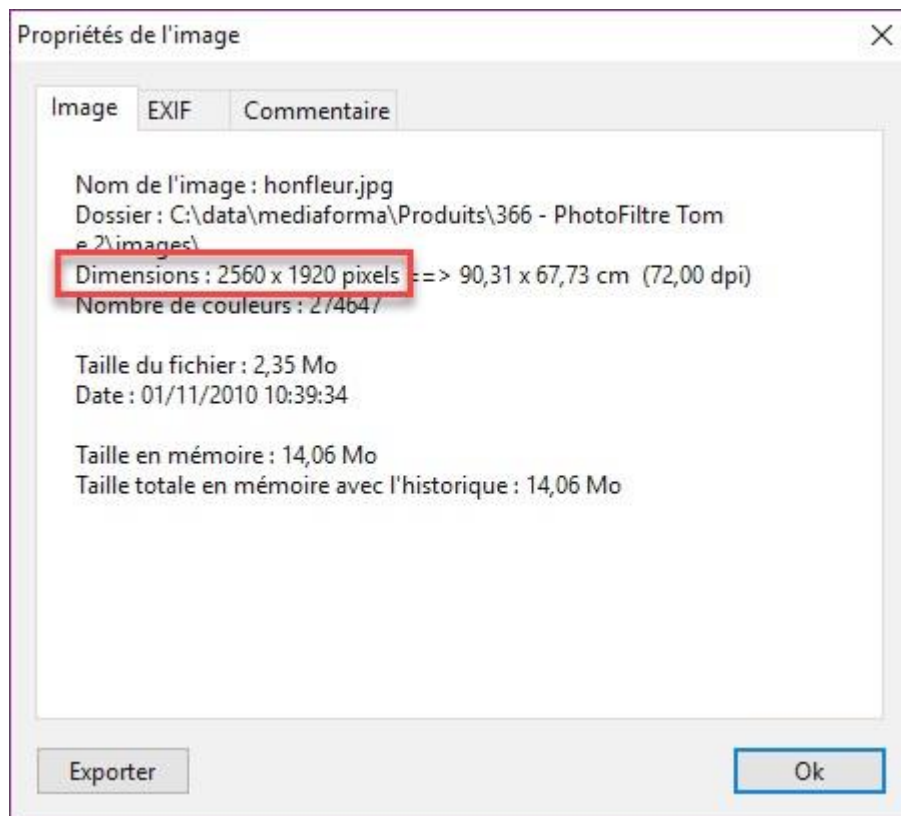 Propriétés de l'image
Image EXIF Commentaire
Nom de l'image : honfleur.jpg
Dossier : C:\data\mediaforma\Produits\366 - PhotoFiltre Tom
e 2\images\
Dimensions : 2560 x 1920 pixels ==> 90,31 x 67,73 cm (72,00 dpi)
Nombre de couleurs : 274647
Taille du fichier : 2,35 Mo
Date : 01/11/2010 10:39:34
Taille en mémoire : 14,06 Mo
Taille totale en mémoire avec l'historique : 14,06 Mo
Exporter Ok